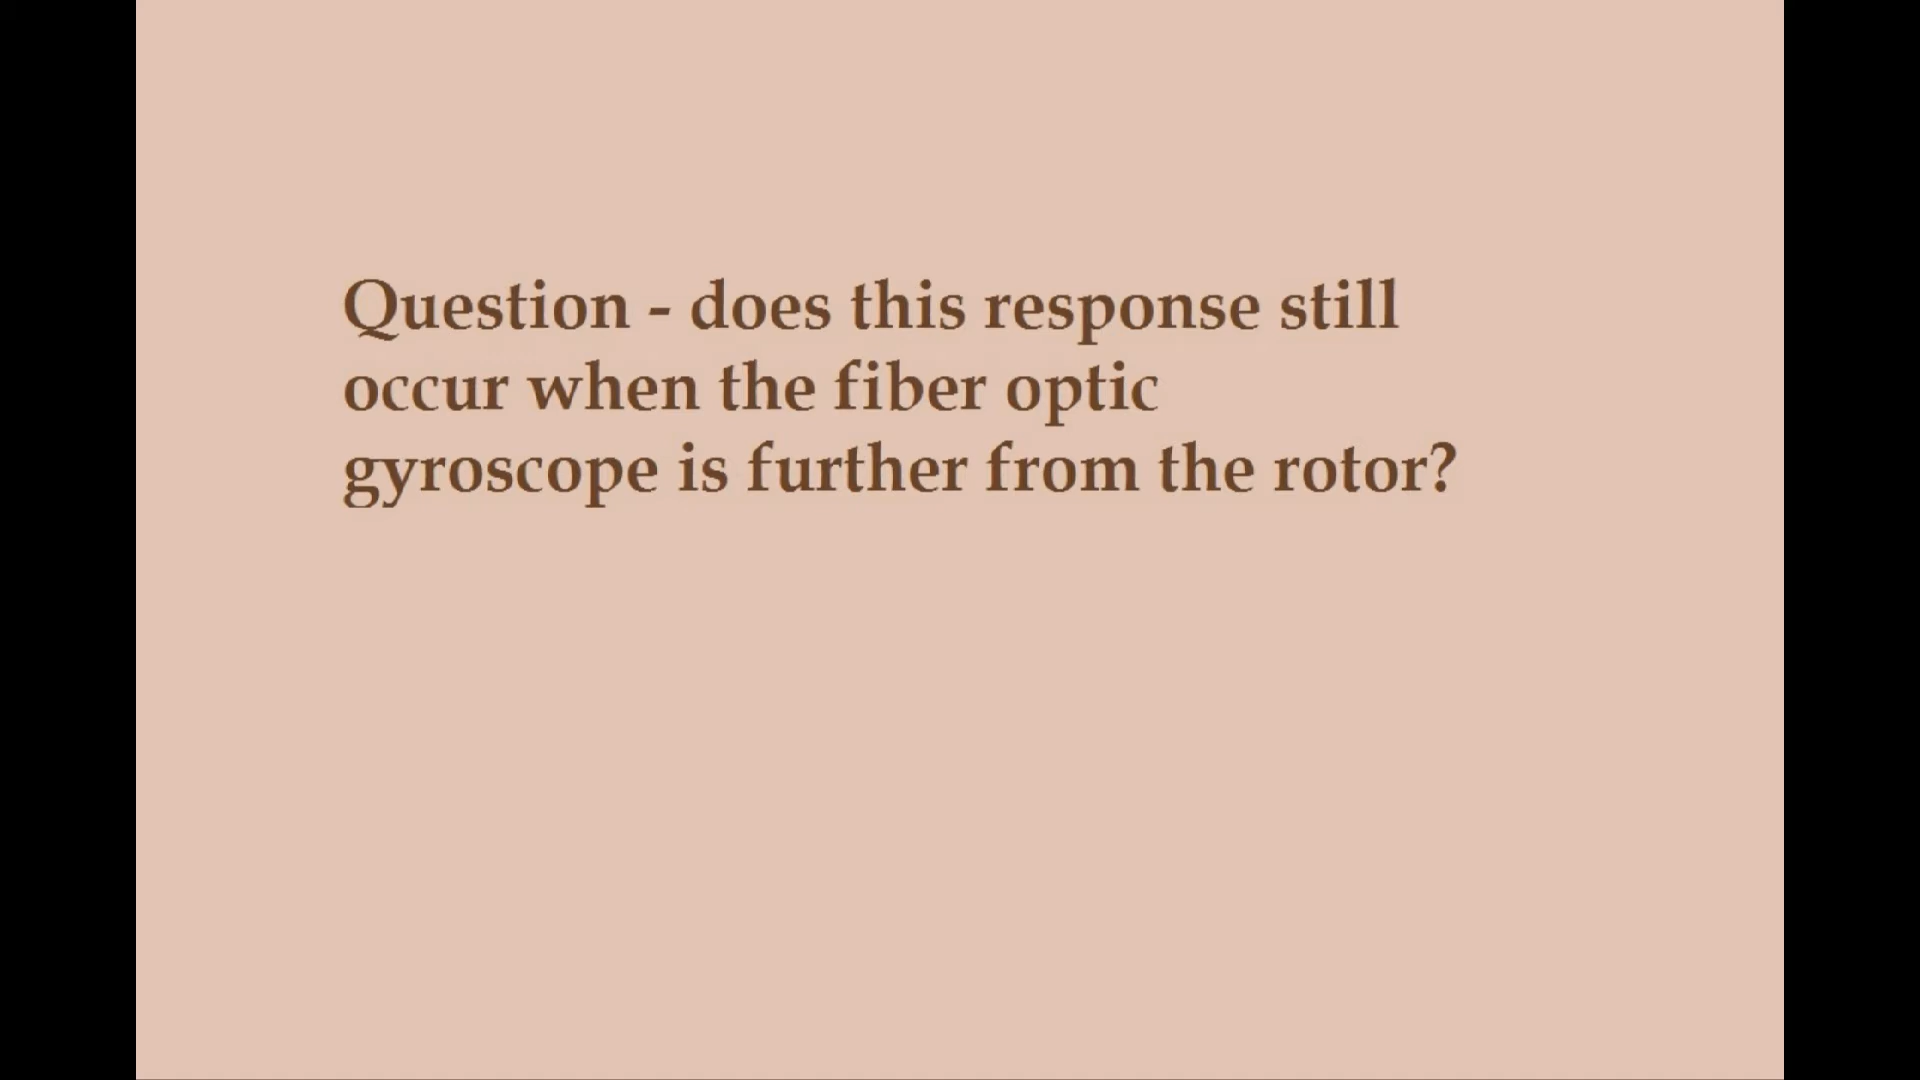 Question - does this response still
occur when the fiber optic
gyroscope is further from the rotor?